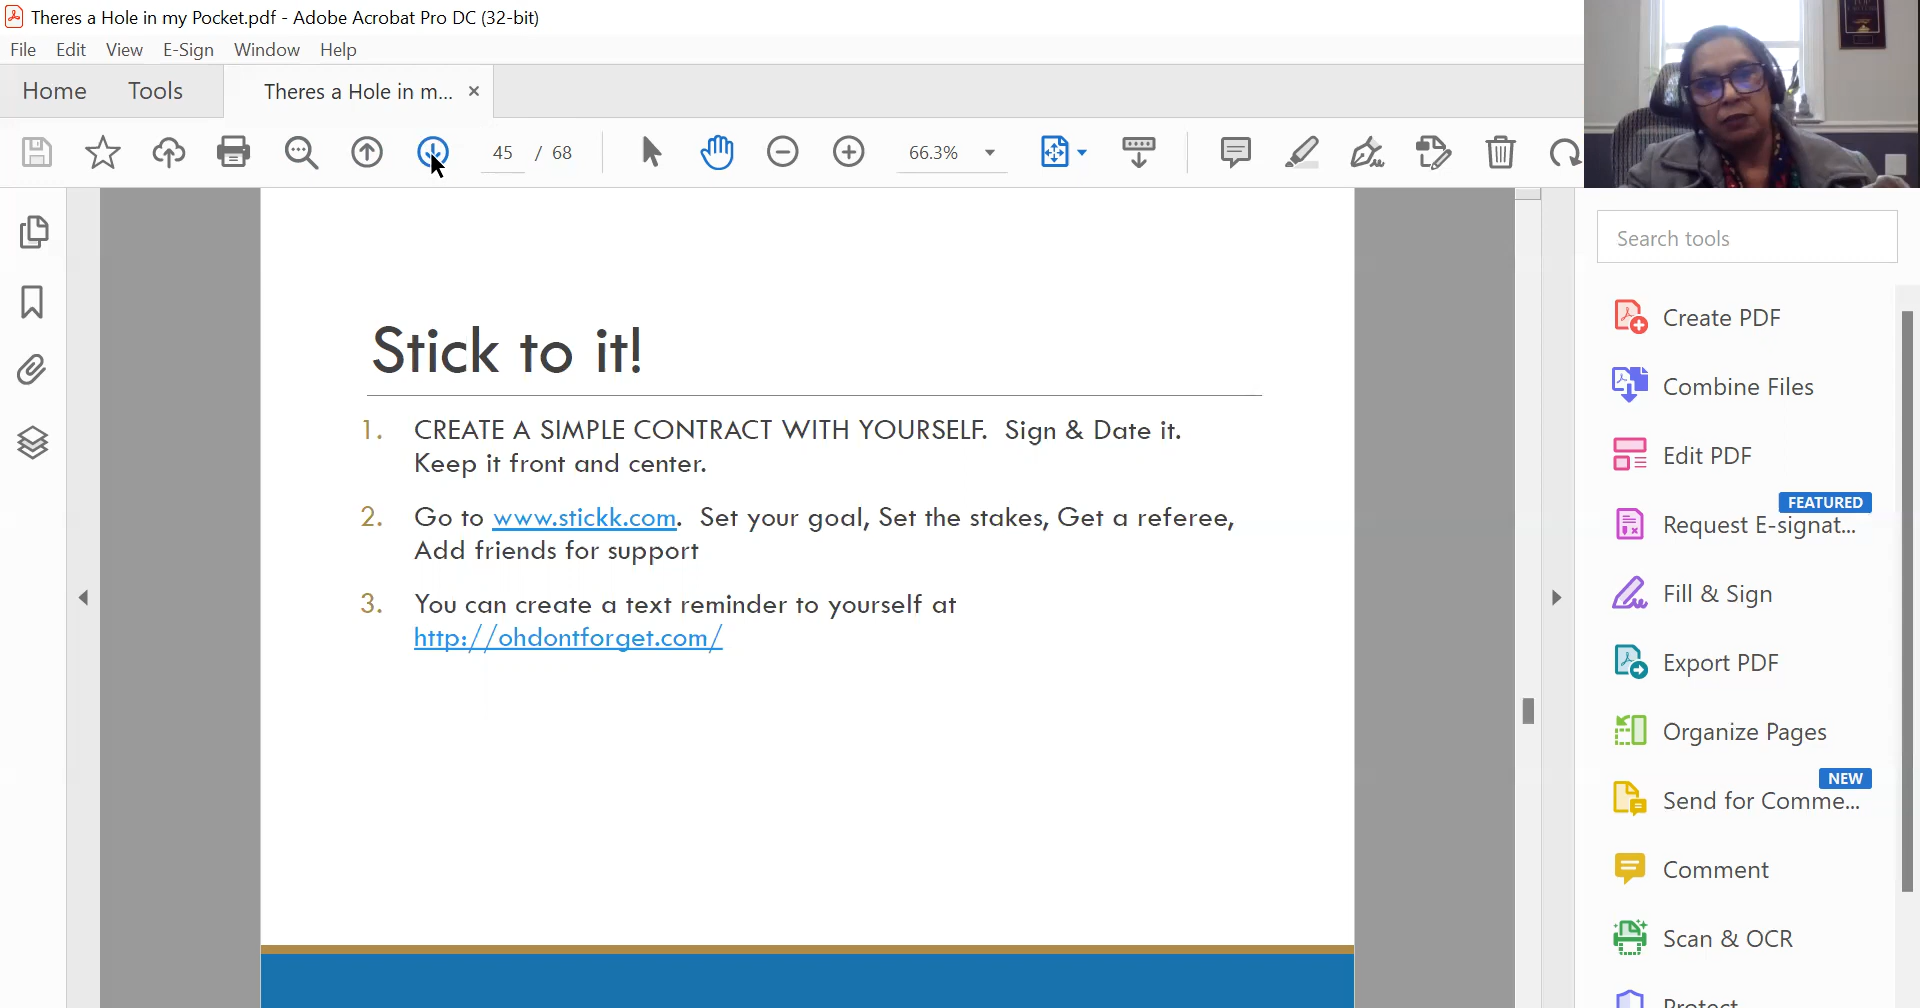 Theres a Hole in my Pocket.pdf - Adobe Acrobat Pro DC (32-bit)
File Edit View E-Sign Window Help
Home Tools Theres a Hole in m... ×
45 / 68 66.3%
Search tools
Create PDF
Combine Files
Edit PDF
FEATURED
Request E-signat...
Fill & Sign
Export PDF
Organize Pages
NEW
Send for Comme...
Comment
Scan & OCR
Protect
Stick to it!
1. CREATE A SIMPLE CONTRACT WITH YOURSELF. Sign & Date it.
Keep it front and center.
2. Go to www.stickk.com. Set your goal, Set the stakes, Get a referee,
Add friends for support
3. You can create a text reminder to yourself at
http://ohdontforget.com/